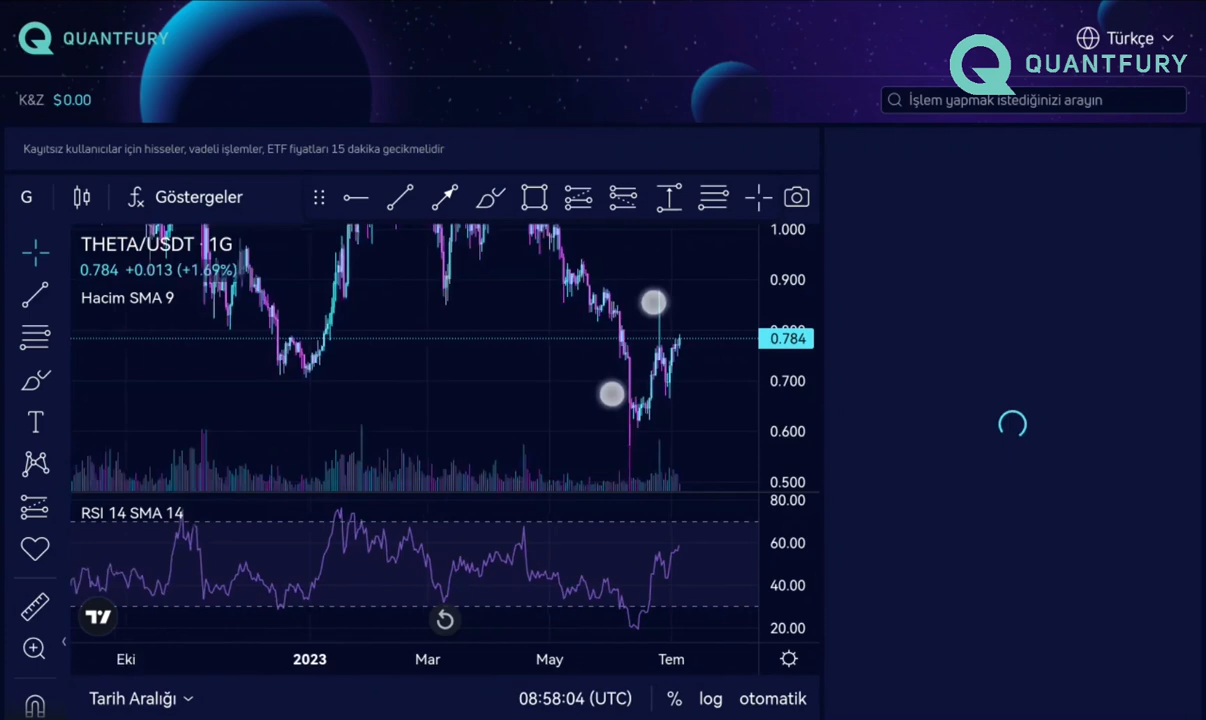 QUANTFURY
Türkçe
QUANTFURY
K&Z $0.00
İşlem yapmak istediğinizi arayın
Kayıtsız kullanıcılar için hisseler, vadeli işlemler, ETF fiyatları 15 dakika gecikmelidir
G
Göstergeler
THETA/USDT · 1G
0.784 +0.013 (+1.69%)
Hacim SMA 9
1.000
0.900
0.800
0.784
0.700
0.600
0.500
RSI 14 SMA 14
80.00
60.00
40.00
20.00
Eki 2023 Mar May Tem
Tarih Aralığı 08:58:04 (UTC) % log otomatik